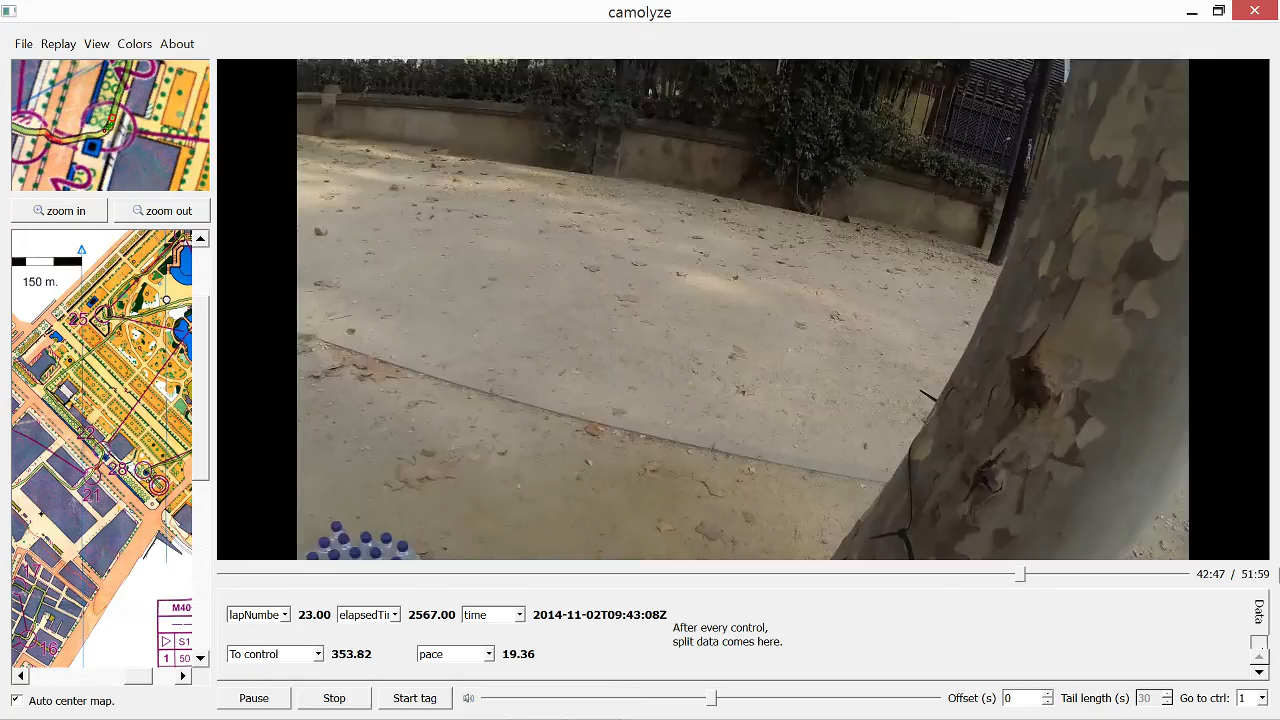 camolyze
File Replay View Colors About
zoom in zoom out
150 m.
25
22
28
21
16
M40
S1
1 50
42:47 / 51:59
lapNumbe 23.00 elapsedTi 2567.00 time 2014-11-02T09:43:08Z
After every control,
split data comes here.
To control 353.82 pace 19.36
Data
Auto center map.
Pause Stop Start tag Offset (s) 0 Tail length (s) 30 Go to ctrl: 1